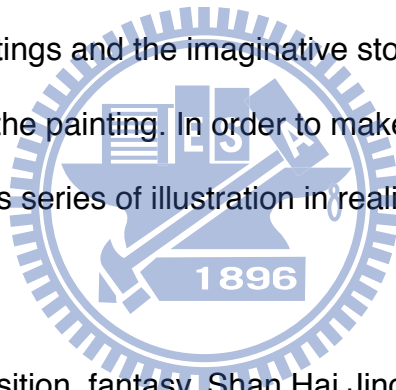 tings and the imaginative sto
the painting. In order to make
E S A
s series of illustration in reali
1896
sition, fantasy, Shan Hai Jing